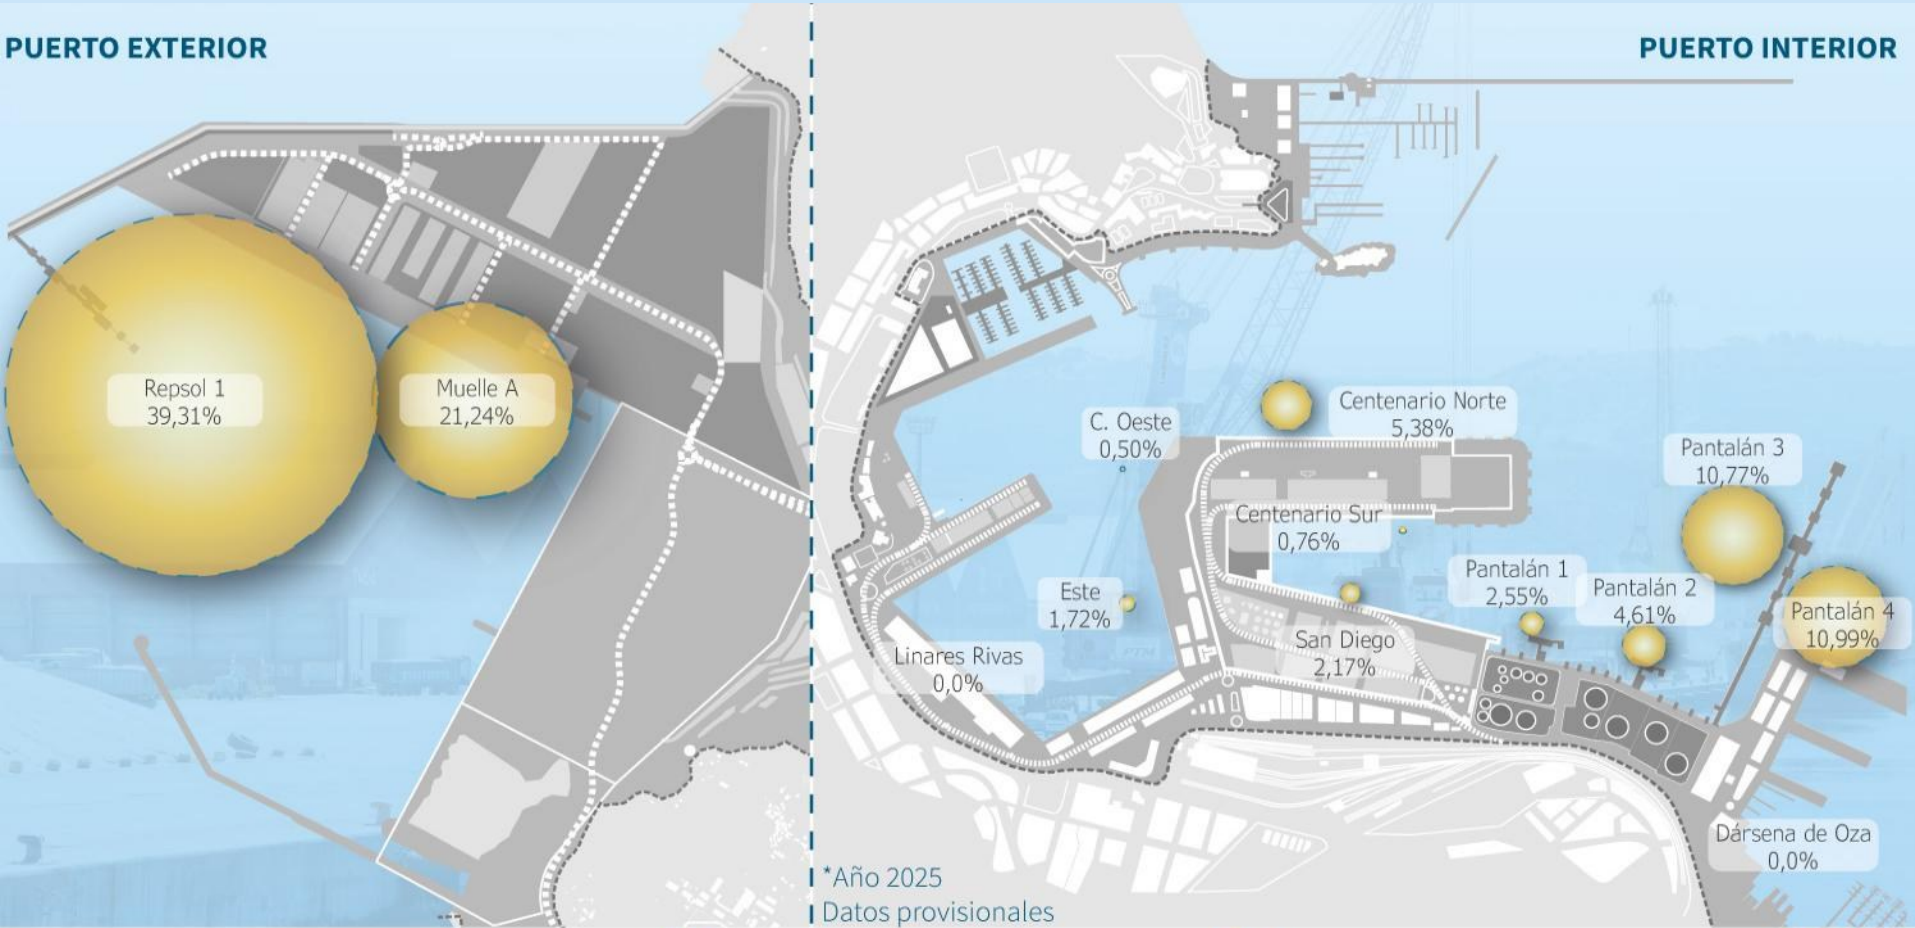 PUERTO EXTERIOR
PUERTO INTERIOR
Repsol 1
39,31%
Muelle A
21,24%
C. Oeste
0,50%
Centenario Norte
5,38%
Pantalán 3
10,77%
Centenario Sur
0,76%
Pantalán 1
2,55%
Pantalán 2
4,61%
Pantalán 4
10,99%
Este
1,72%
San Diego
2,17%
Linares Rivas
0,0%
Dársena de Oza
0,0%
*Año 2025
Datos provisionales